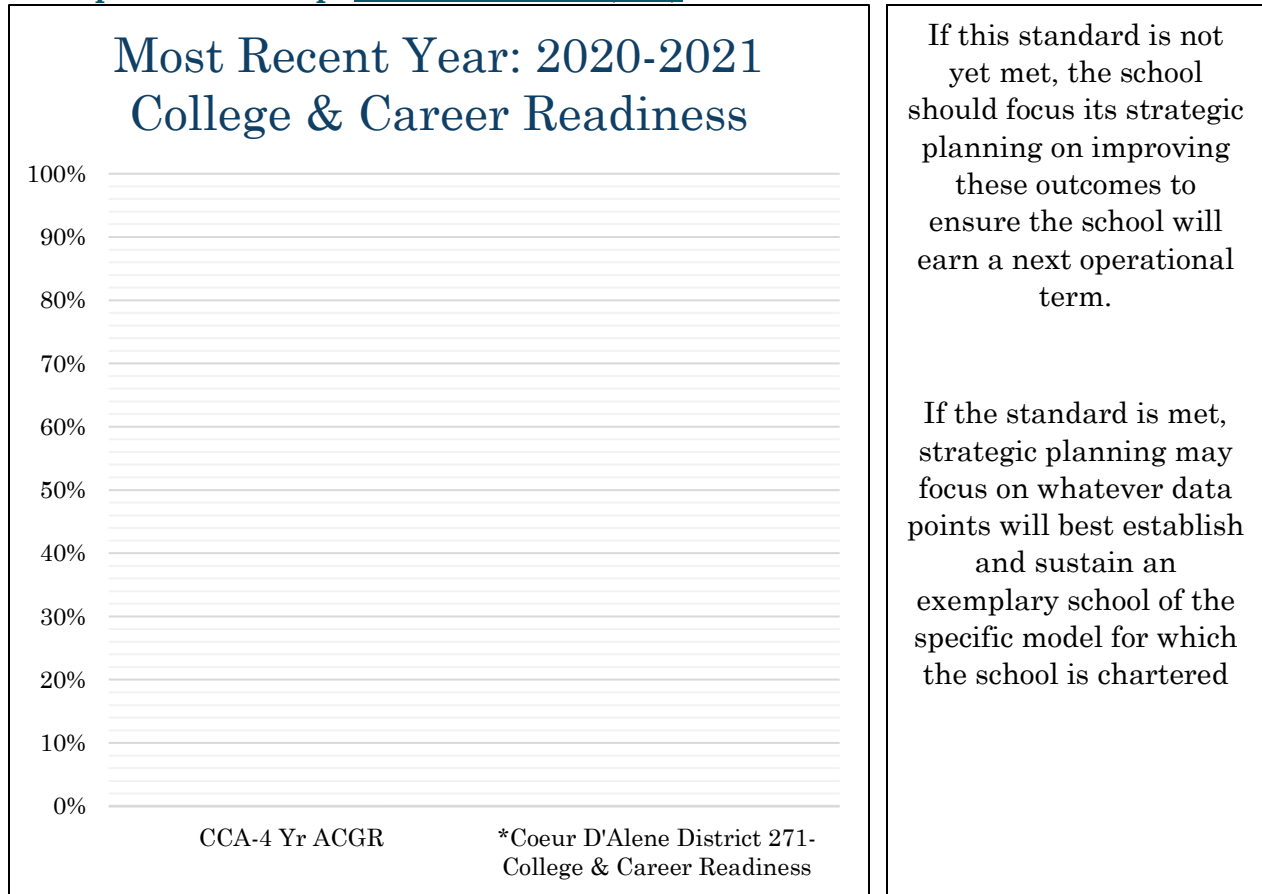 Most Recent Year: 2020-2021
College & Career Readiness
100%
90%
80%
70%
60%
50%
40%
30%
20%
10%
0%
CCA-4 Yr ACGR
*Coeur D'Alene District 271-
College & Career Readiness
If this standard is not
yet met, the school
should focus its strategic
planning on improving
these outcomes to
ensure the school will
earn a next operational
term.
If the standard is met,
strategic planning may
focus on whatever data
points will best establish
and sustain an
exemplary school of the
specific model for which
the school is chartered